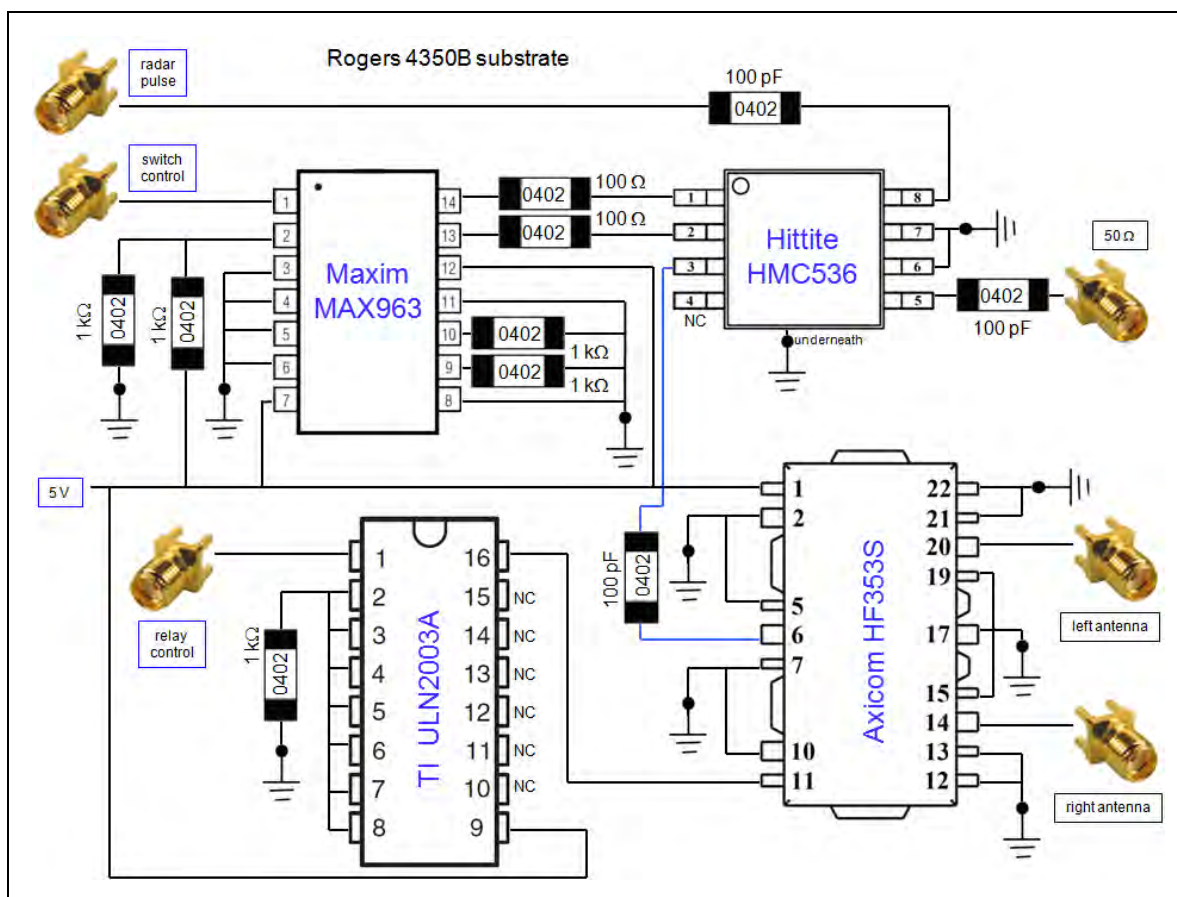 Rogers 4350B substrate
radar
pulse
100 pF
0402
switch
control
1
2
3
4
5
6
7
14
13
12
11
10
9
8
Maxim
MAX963
0402
100 Ω
0402
100 Ω
0402
1 kΩ
0402
1 kΩ
1 kΩ
0402
1 kΩ
0402
1
2
3
4
NC
8
7
6
5
Hittite
HMC536
underneath
50 Ω
0402
100 pF
5 V
relay
control
1 kΩ
0402
1
2
3
4
5
6
7
8
16
15
14
13
12
11
10
9
NC
NC
NC
NC
NC
NC
TI ULN2003A
100 pF
0402
1
2
5
6
7
10
11
22
21
20
19
17
15
14
13
12
Axicom HF353S
left antenna
right antenna